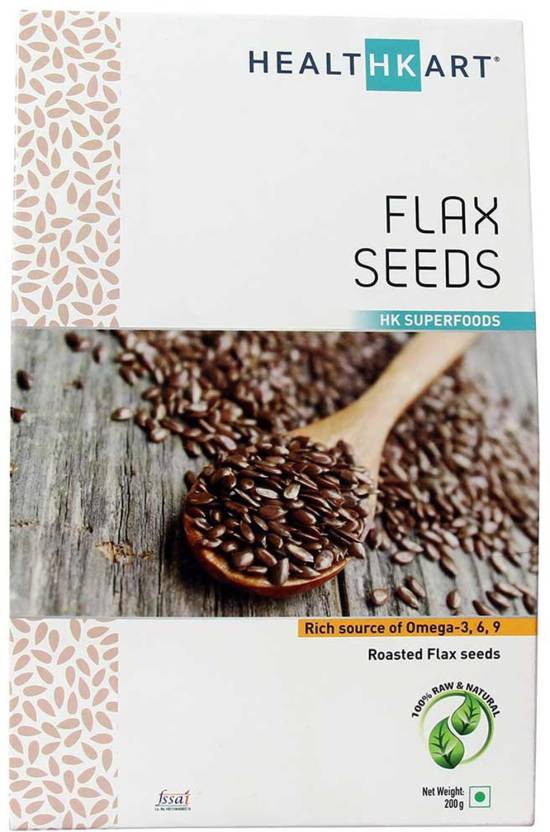 HEALTHKART®
FLAX
SEEDS
HK SUPERFOODS
Rich source of Omega-3, 6, 9
Roasted Flax seeds
100% RAW & NATURAL
Net Weight:
200 g
fssai